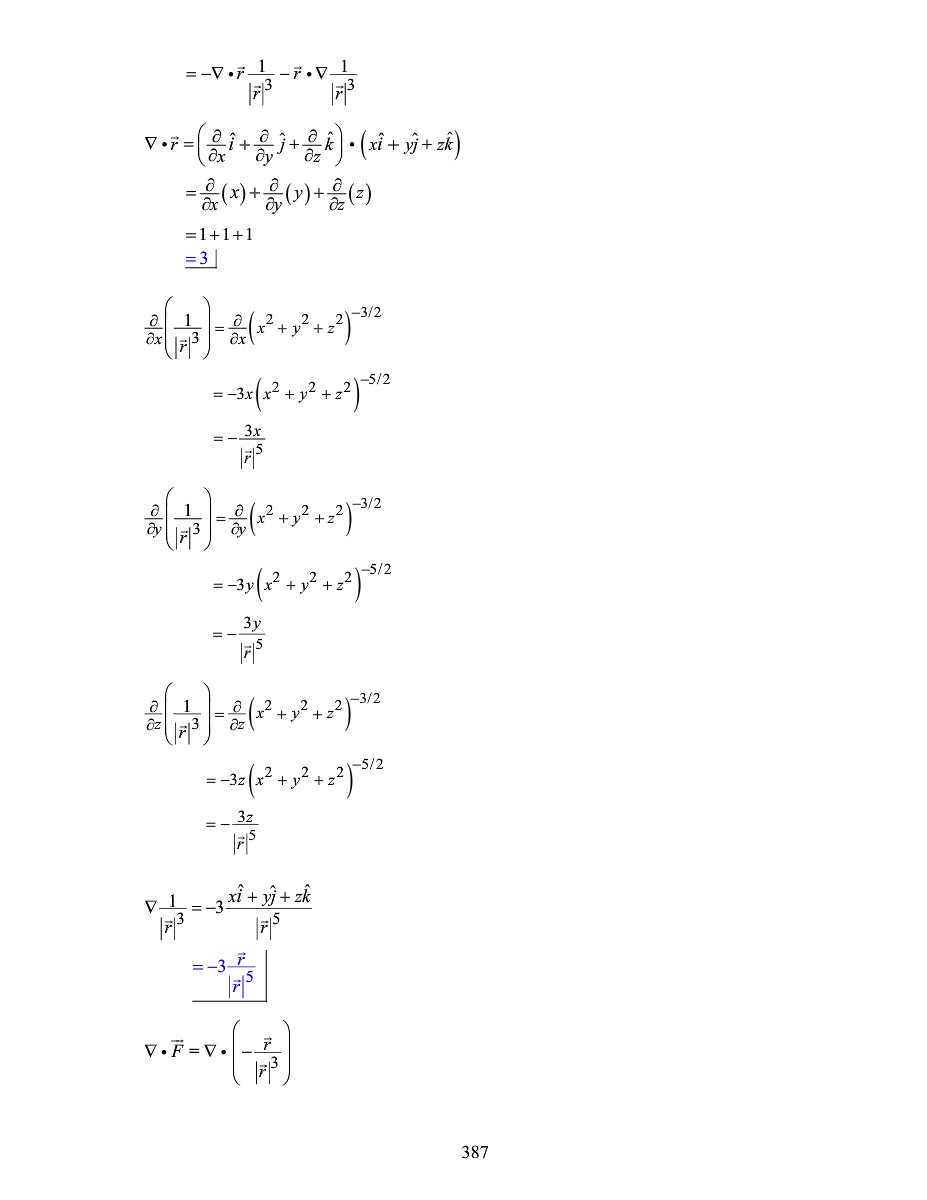 = −∇ • r⃗ 1/|r⃗|³ − r⃗ • ∇ 1/|r⃗|³
∇ • r⃗ = (∂/∂x î + ∂/∂y ĵ + ∂/∂z k̂) • (xî + yĵ + zk̂)
= ∂/∂x (x) + ∂/∂y (y) + ∂/∂z (z)
= 1 + 1 + 1
= 3
∂/∂x (1/|r⃗|³) = ∂/∂x (x² + y² + z²)^(−3/2)
= −3x (x² + y² + z²)^(−5/2)
= − 3x/|r⃗|⁵
∂/∂y (1/|r⃗|³) = ∂/∂y (x² + y² + z²)^(−3/2)
= −3y (x² + y² + z²)^(−5/2)
= − 3y/|r⃗|⁵
∂/∂z (1/|r⃗|³) = ∂/∂z (x² + y² + z²)^(−3/2)
= −3z (x² + y² + z²)^(−5/2)
= − 3z/|r⃗|⁵
∇ 1/|r⃗|³ = −3 (xî + yĵ + zk̂)/|r⃗|⁵
= −3 r⃗/|r⃗|⁵
∇ • F⃗ = ∇ • (− r⃗/|r⃗|³)
387